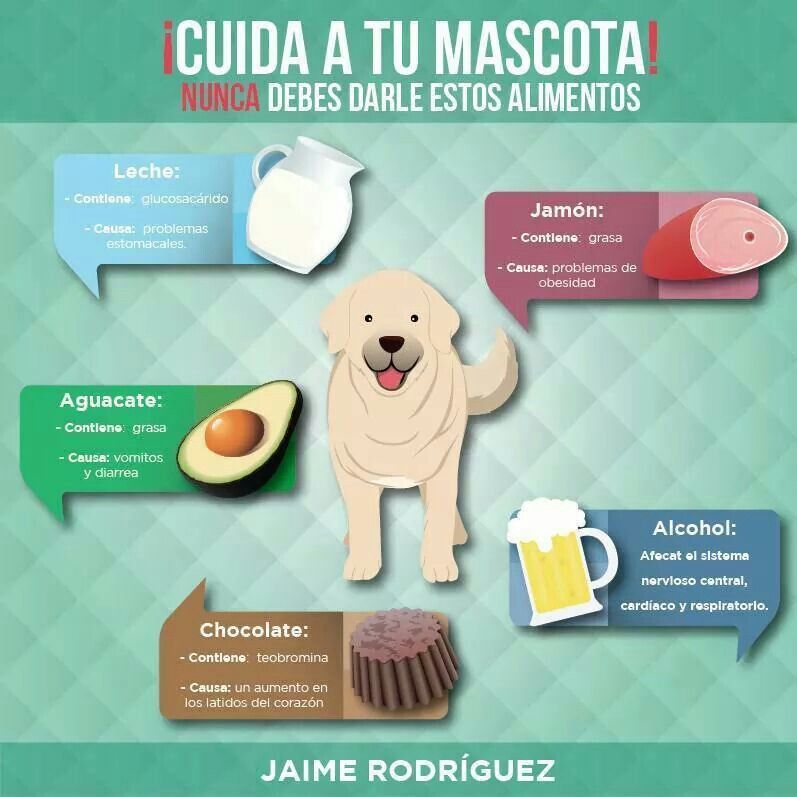 ¡CUIDA A TU MASCOTA!
NUNCA DEBES DARLE ESTOS ALIMENTOS
Leche:
- Contiene: glucosacárido
- Causa: problemas
estomacales.
Jamón:
- Contiene: grasa
- Causa: problemas de
obesidad
Aguacate:
- Contiene: grasa
- Causa: vomitos
y diarrea
Alcohol:
Afecat el sistema
nervioso central,
cardíaco y respiratorio.
Chocolate:
- Contiene: teobromina
- Causa: un aumento en
los latidos del corazón
JAIME RODRÍGUEZ